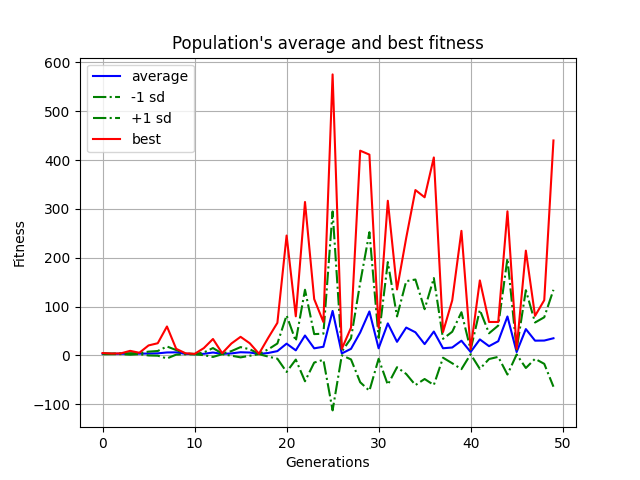 Population's average and best fitness
average
-1 sd
+1 sd
best
600
500
400
300
200
100
0
−100
Fitness
0 10 20 30 40 50
Generations